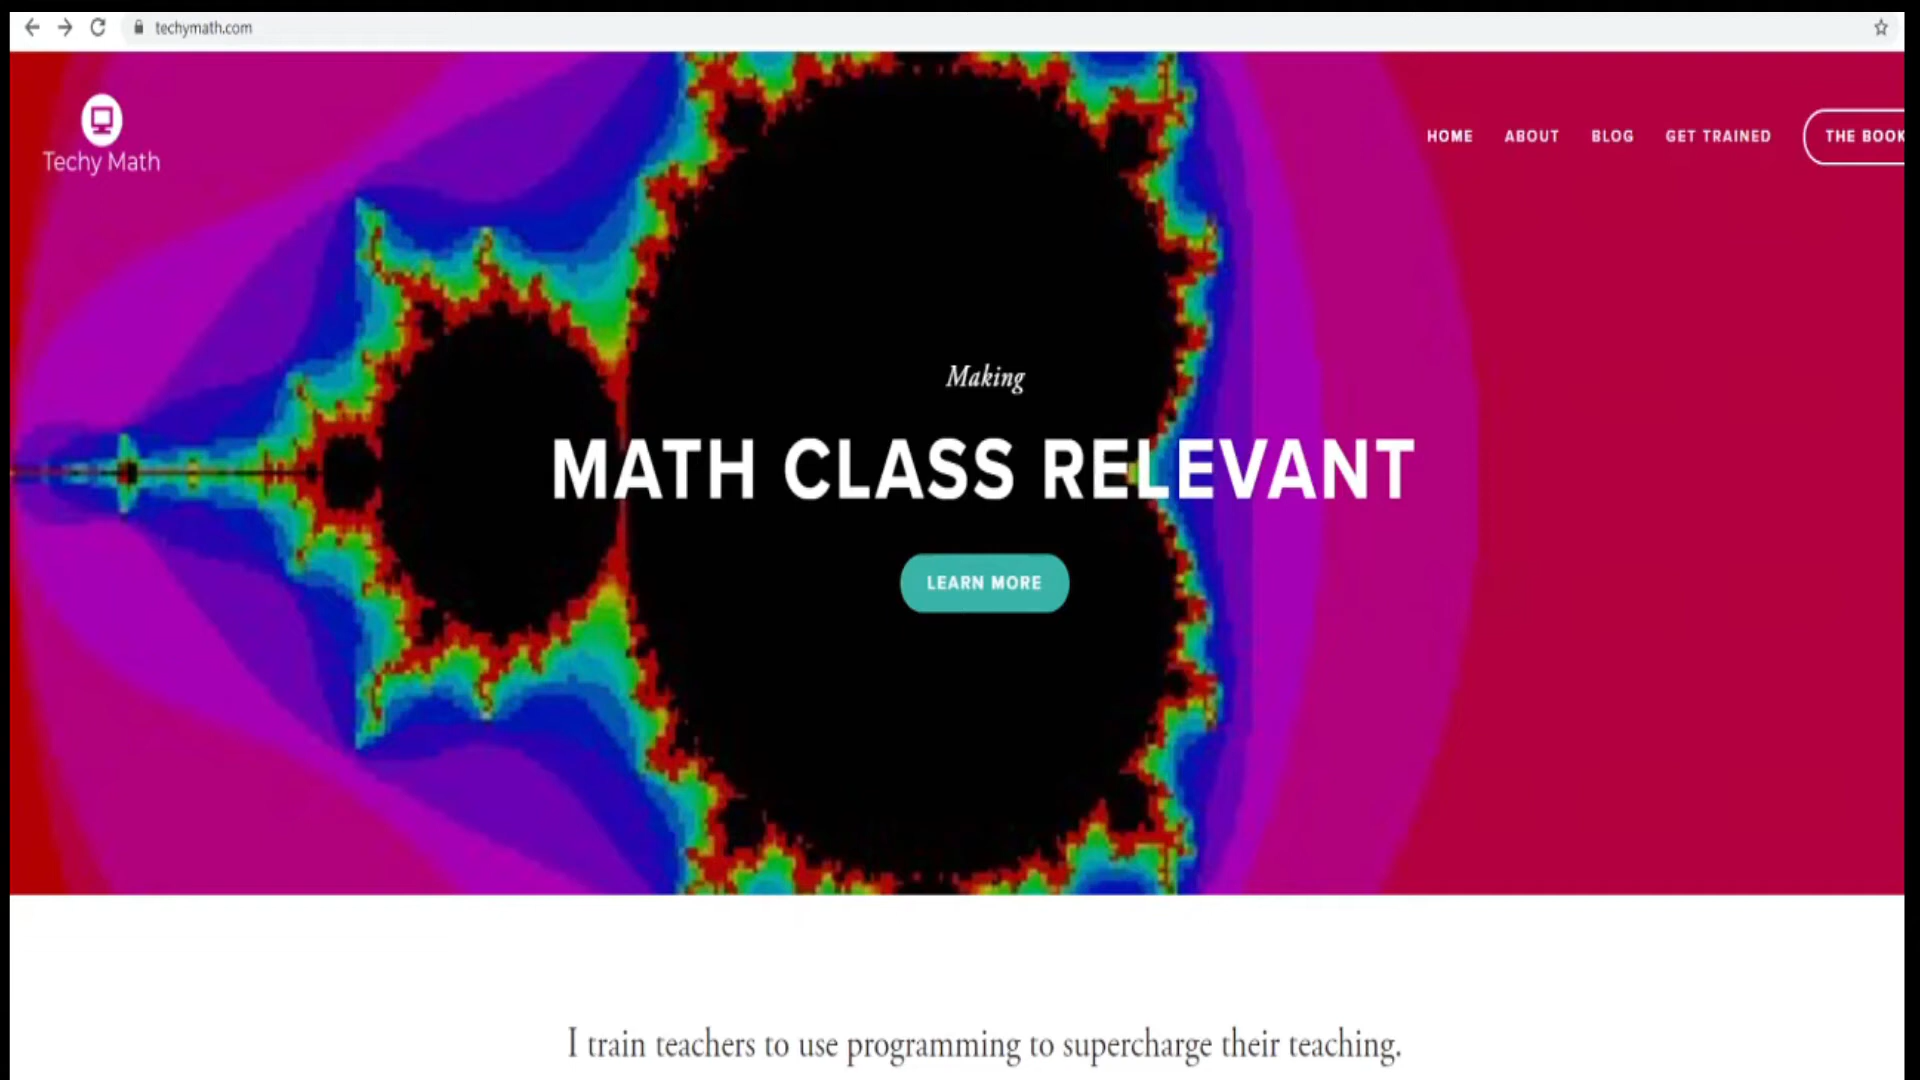 techymath.com
Techy Math
HOME ABOUT BLOG GET TRAINED THE BOOK
Making
MATH CLASS RELEVANT
LEARN MORE
I train teachers to use programming to supercharge their teaching.